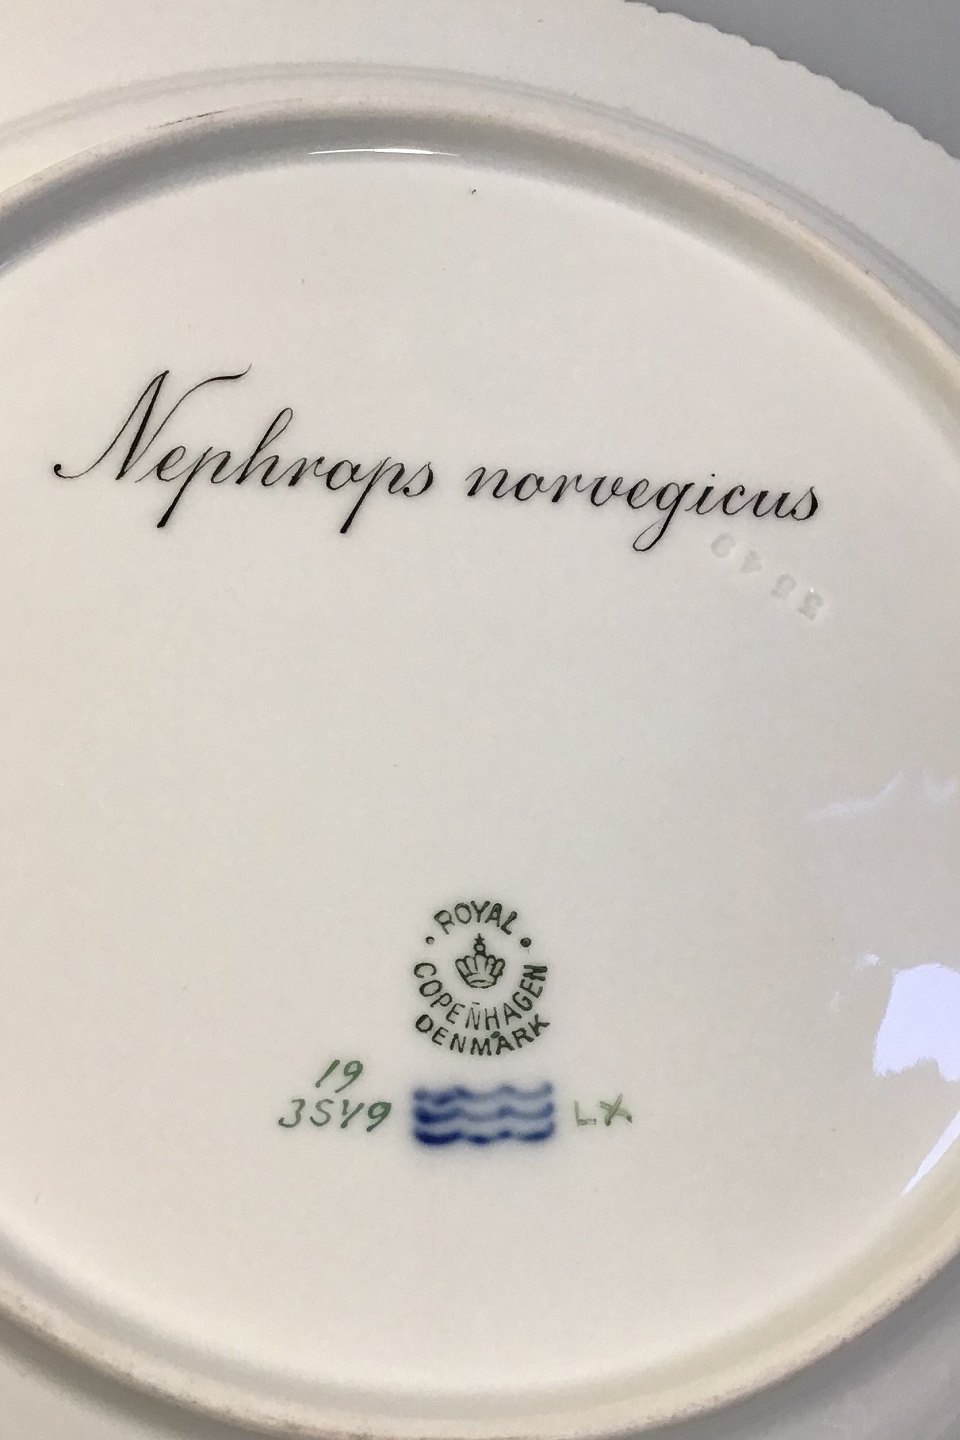 Nephrops norvegicus
3549
ROYAL
COPENHAGEN
DENMARK
19
3549
LX